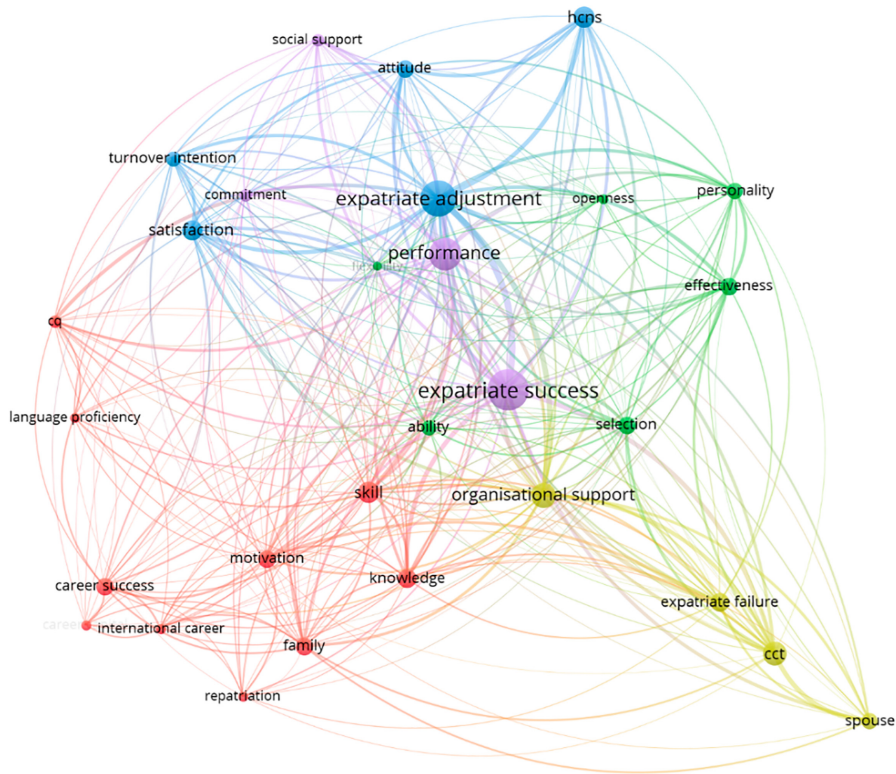 hcns
social support
attitude
turnover intention
commitment
expatriate adjustment
openness
personality
satisfaction
performance
effectiveness
cq
expatriate success
language proficiency
ability
selection
skill
organisational support
motivation
knowledge
career success
expatriate failure
career
international career
family
cct
repatriation
spouse